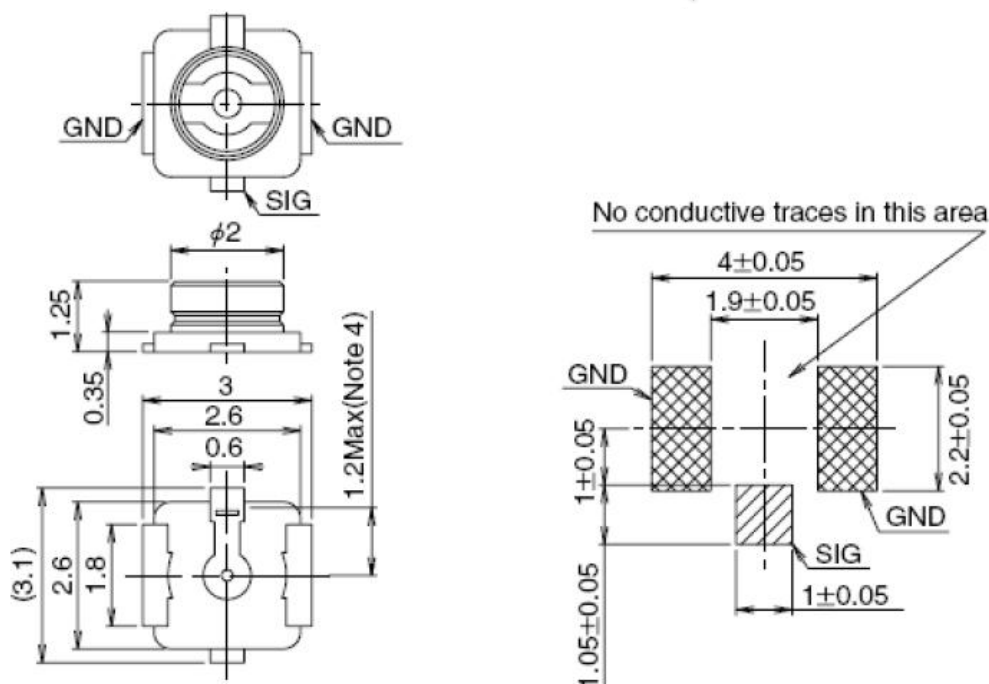 GND
GND
SIG
ϕ2
1.25
0.35
3
2.6
0.6
1.2Max(Note 4)
(3.1)
2.6
1.8
No conductive traces in this area
4±0.05
1.9±0.05
GND
1±0.05
2.2±0.05
GND
SIG
1±0.05
1.05±0.05